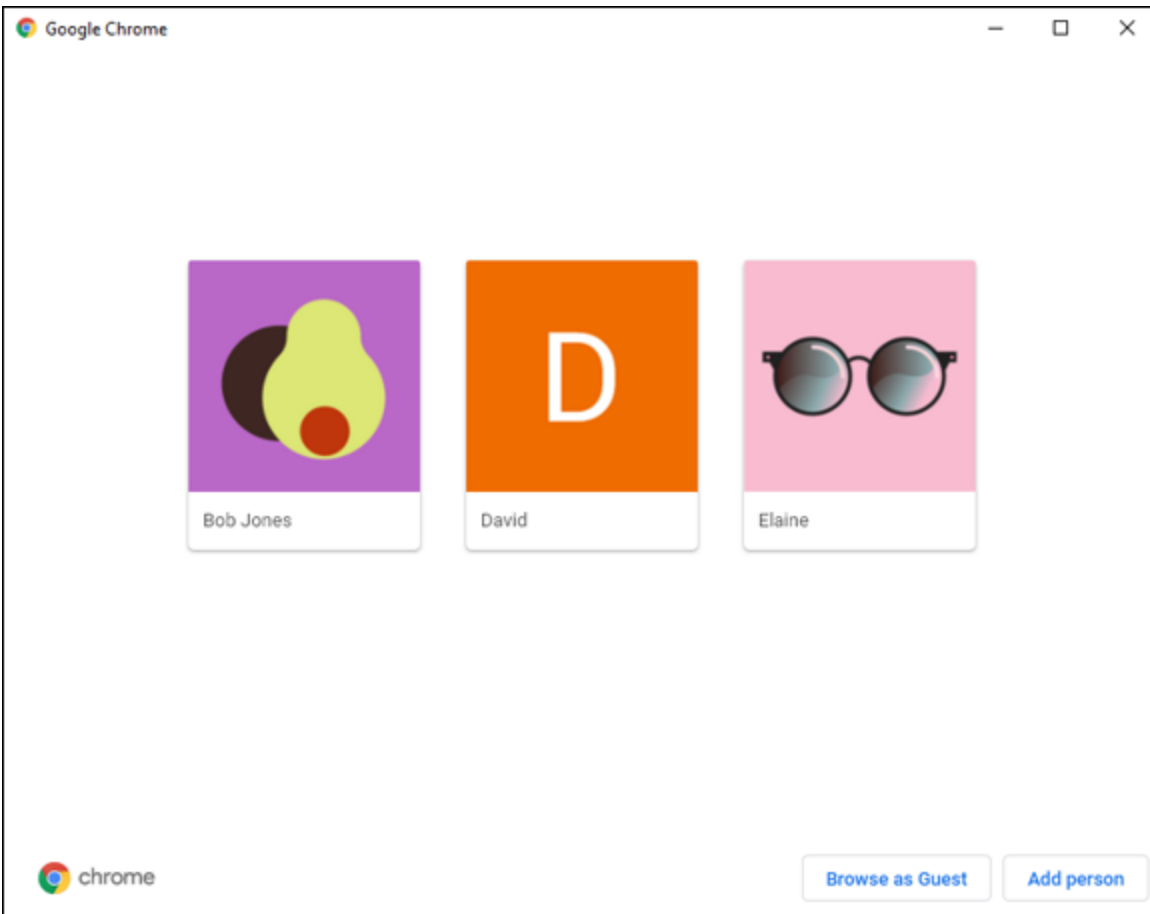 Google Chrome
D
Bob Jones
David
Elaine
chrome
Browse as Guest
Add person